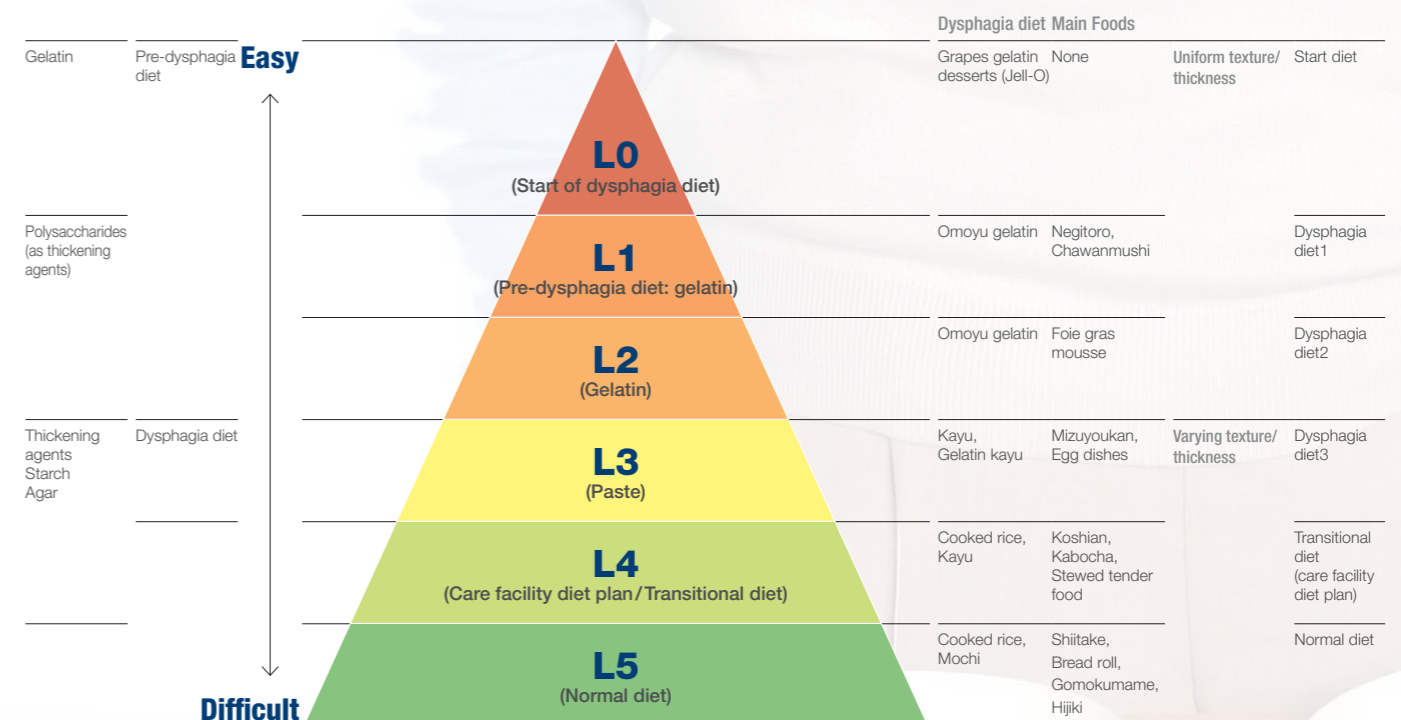 Dysphagia diet Main Foods
Gelatin
Pre-dysphagia
diet
Easy
Grapes gelatin
desserts (Jell-O)
None
Uniform texture/
thickness
Start diet
L0
(Start of dysphagia diet)
Polysaccharides
(as thickening
agents)
L1
(Pre-dysphagia diet: gelatin)
Omoyu gelatin
Negitoro,
Chawanmushi
Dysphagia
diet1
L2
(Gelatin)
Omoyu gelatin
Foie gras
mousse
Dysphagia
diet2
Thickening
agents
Starch
Agar
Dysphagia diet
L3
(Paste)
Kayu,
Gelatin kayu
Mizuyoukan,
Egg dishes
Varying texture/
thickness
Dysphagia
diet3
L4
(Care facility diet plan/Transitional diet)
Cooked rice,
Kayu
Koshian,
Kabocha,
Stewed tender
food
Transitional
diet
(care facility
diet plan)
L5
(Normal diet)
Cooked rice,
Mochi
Shiitake,
Bread roll,
Gomokumame,
Hijiki
Normal diet
Difficult